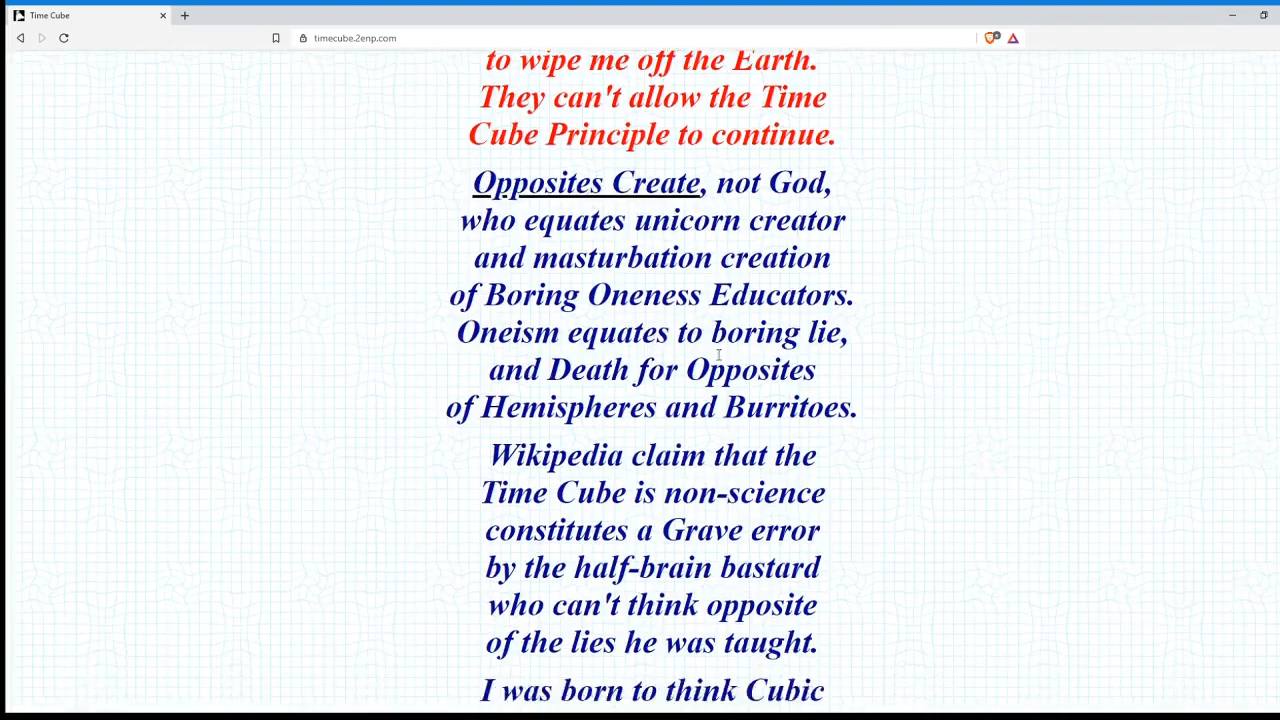 Time Cube
timecube.2enp.com
to wipe me off the Earth.
They can't allow the Time
Cube Principle to continue.
Opposites Create, not God,
who equates unicorn creator
and masturbation creation
of Boring Oneness Educators.
Oneism equates to boring lie,
and Death for Opposites
of Hemispheres and Burritoes.
Wikipedia claim that the
Time Cube is non-science
constitutes a Grave error
by the half-brain bastard
who can't think opposite
of the lies he was taught.
I was born to think Cubic